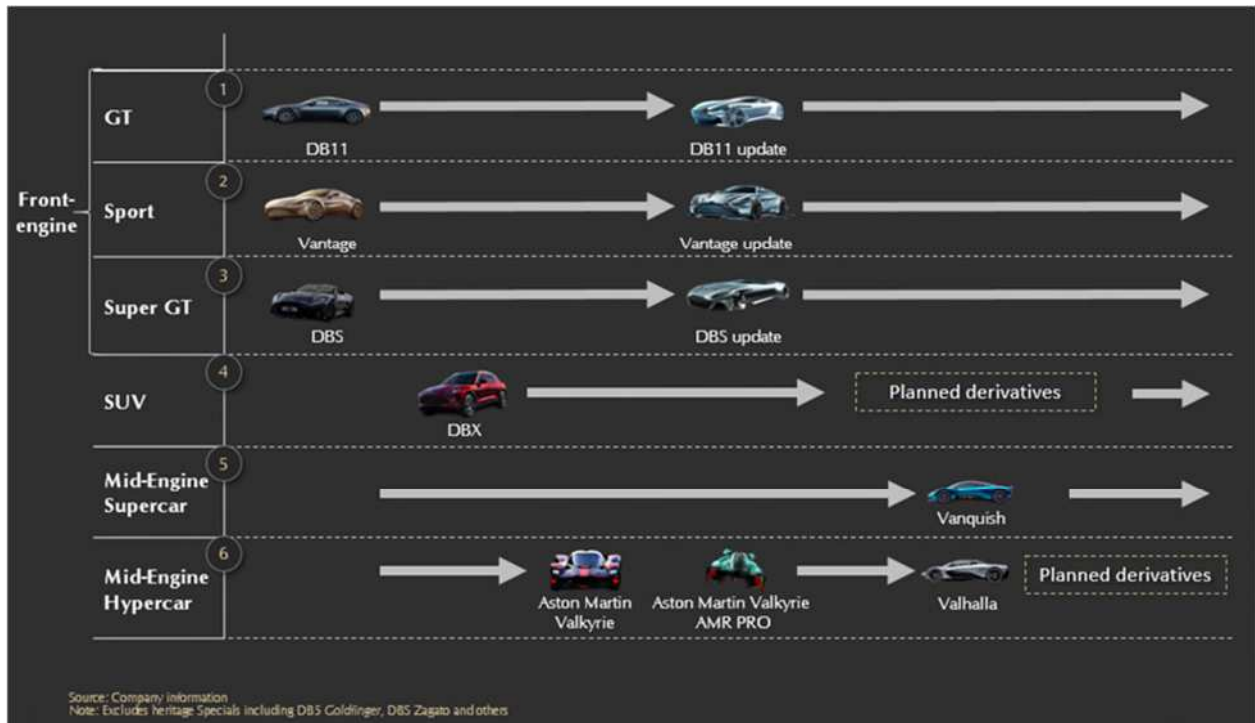 1
GT
DB11
DB11 update
Front-
engine
2
Sport
Vantage
Vantage update
3
Super GT
DBS
DBS update
4
SUV
DBX
Planned derivatives
5
Mid-Engine
Supercar
Vanquish
6
Mid-Engine
Hypercar
Aston Martin
Valkyrie
Aston Martin Valkyrie
AMR PRO
Valhalla
Planned derivatives
Source: Company information
Note: Excludes heritage Specials including DB5 Goldfinger, DBS Zagato and others